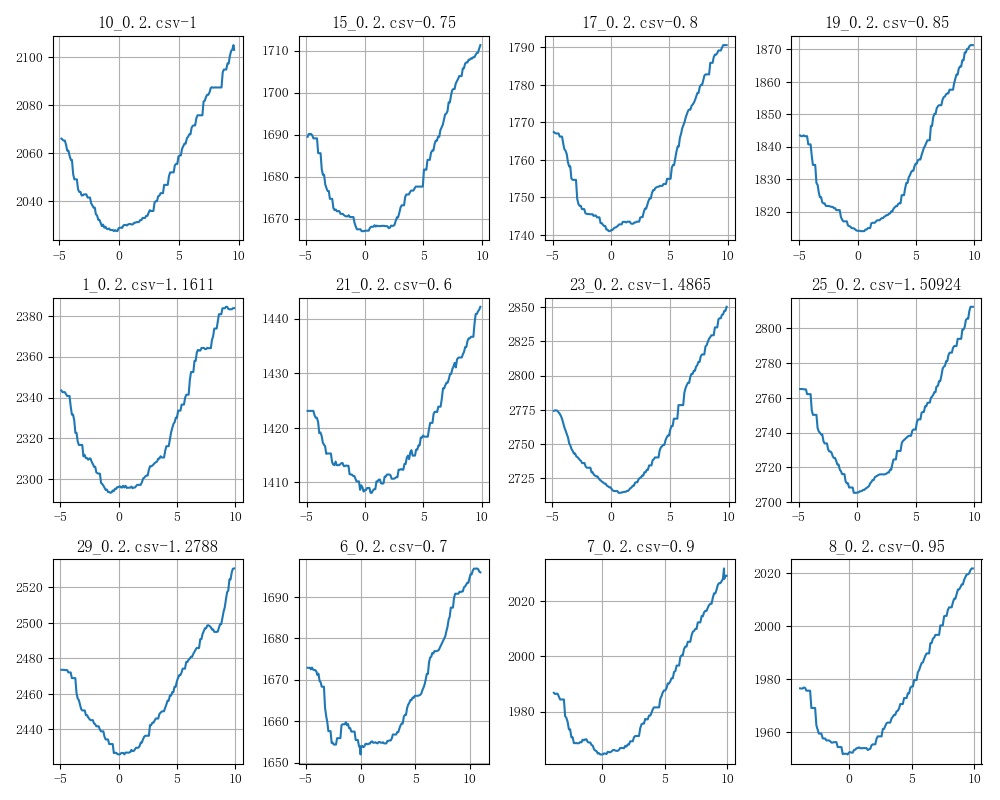 10_0.2.csv-1
15_0.2.csv-0.75
17_0.2.csv-0.8
19_0.2.csv-0.85
2100
2080
2060
2040
-5 0 5 10
1710
1700
1690
1680
1670
-5 0 5 10
1790
1780
1770
1760
1750
1740
-5 0 5 10
1870
1860
1850
1840
1830
1820
-5 0 5 10
1_0.2.csv-1.1611
21_0.2.csv-0.6
23_0.2.csv-1.4865
25_0.2.csv-1.50924
2380
2360
2340
2320
2300
-5 0 5 10
1440
1430
1420
1410
-5 0 5 10
2850
2825
2800
2775
2750
2725
-5 0 5 10
2800
2780
2760
2740
2720
2700
-5 0 5 10
29_0.2.csv-1.2788
6_0.2.csv-0.7
7_0.2.csv-0.9
8_0.2.csv-0.95
2520
2500
2480
2460
2440
-5 0 5 10
1690
1680
1670
1660
1650
-5 0 5 10
2020
2000
1980
0 5 10
2020
2000
1980
1960
0 5 10